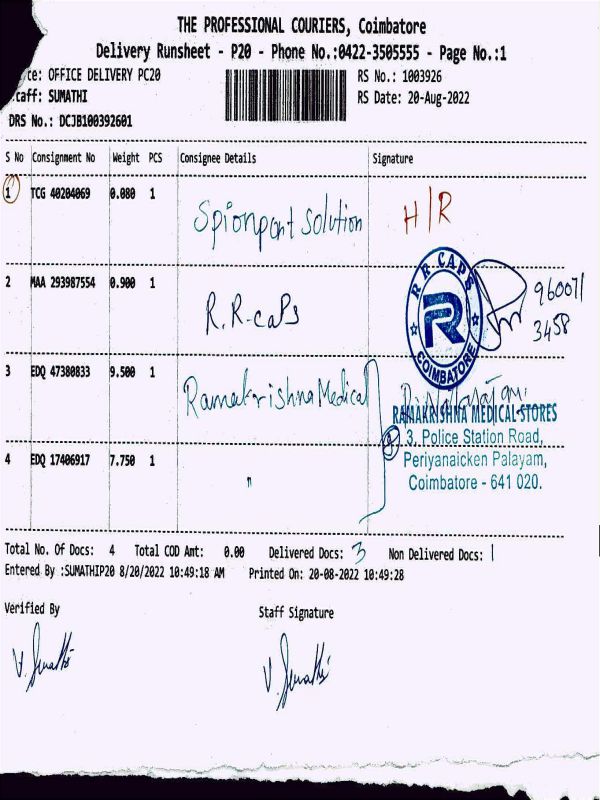 THE PROFESSIONAL COURIERS, Coimbatore
Delivery Runsheet - P20 - Phone No.:0422-3505555 - Page No.:1
ce: OFFICE DELIVERY PC20
RS No.: 1003926
taff: SUMATHI
RS Date: 20-Aug-2022
DRS No.: DCJB100392601
S No Consignment No Weight PCS Consignee Details Signature
1 TCG 40204069 0.080 1 Spionpont Solution H/R
2 MAA 293987554 0.900 1 R.R-caPs
R R CAPS
R
COIMBATORE
960071
3458
3 EDQ 47380833 9.500 1 Ramakrishna Medical
RAMAKRISHNA MEDICAL STORES
3, Police Station Road,
Periyanaicken Palayam,
Coimbatore - 641 020.
4 EDQ 17406917 7.750 1 "
Total No. Of Docs: 4 Total COD Amt: 0.00 Delivered Docs: 3 Non Delivered Docs: 1
Entered By :SUMATHIP20 8/20/2022 10:49:18 AM Printed On: 20-08-2022 10:49:28
Verified By Staff Signature
V. Sumathi V. Sumathi